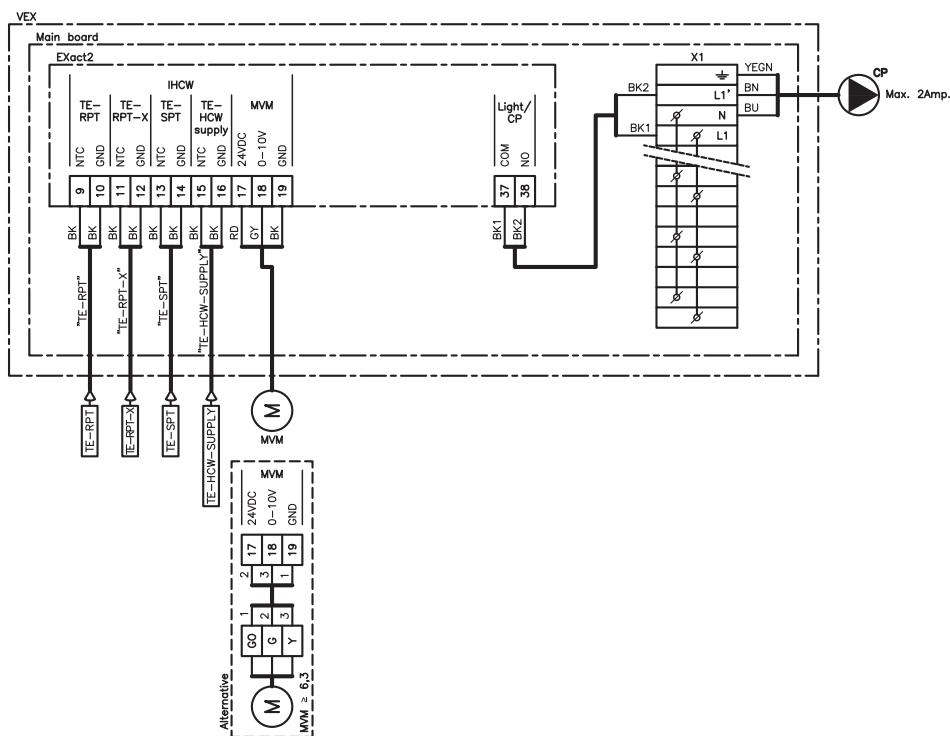 VEX
Main board
EXact2
IHCW
TE-RPT
TE-RPT-X
TE-SPT
TE-HCW supply
MVM
NTC
GND
NTC
GND
NTC
GND
NTC
GND
24VDC
0-10V
GND
9
10
11
12
13
14
15
16
17
18
19
BK
BK
BK
BK
BK
BK
BK
BK
RD
GY
BK
"TE-RPT"
"TE-RPT-X"
"TE-SPT"
"TE-HCW-SUPPLY"
TE-RPT
TE-RPT-X
TE-SPT
TE-HCW-SUPPLY
M
MVM
Light/
CP
COM
NO
37
38
BK1
BK2
BK2
BK1
X1
L1'
N
L1
YEGN
BN
BU
CP
Max. 2Amp.
MVM
24VDC
0-10V
GND
17
18
19
2
3
1
1
2
3
G0
G
Y
M
Alternative
MVM ≥ 6,3